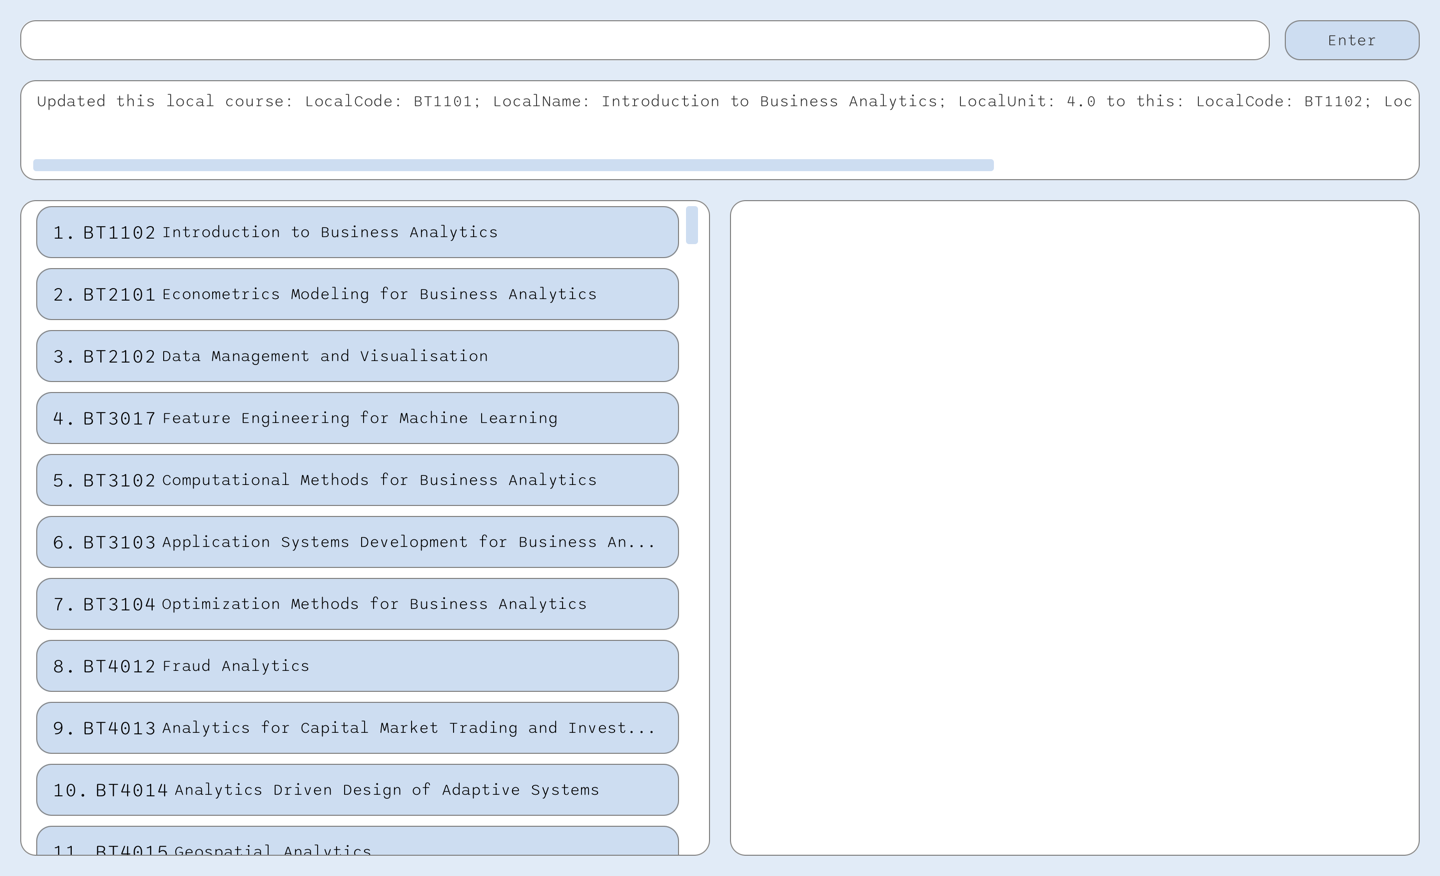 Enter
Updated this local course: LocalCode: BT1101; LocalName: Introduction to Business Analytics; LocalUnit: 4.0 to this: LocalCode: BT1102; Loc
1. BT1102 Introduction to Business Analytics
2. BT2101 Econometrics Modeling for Business Analytics
3. BT2102 Data Management and Visualisation
4. BT3017 Feature Engineering for Machine Learning
5. BT3102 Computational Methods for Business Analytics
6. BT3103 Application Systems Development for Business An...
7. BT3104 Optimization Methods for Business Analytics
8. BT4012 Fraud Analytics
9. BT4013 Analytics for Capital Market Trading and Invest...
10. BT4014 Analytics Driven Design of Adaptive Systems
11. BT4015 Geospatial Analytics